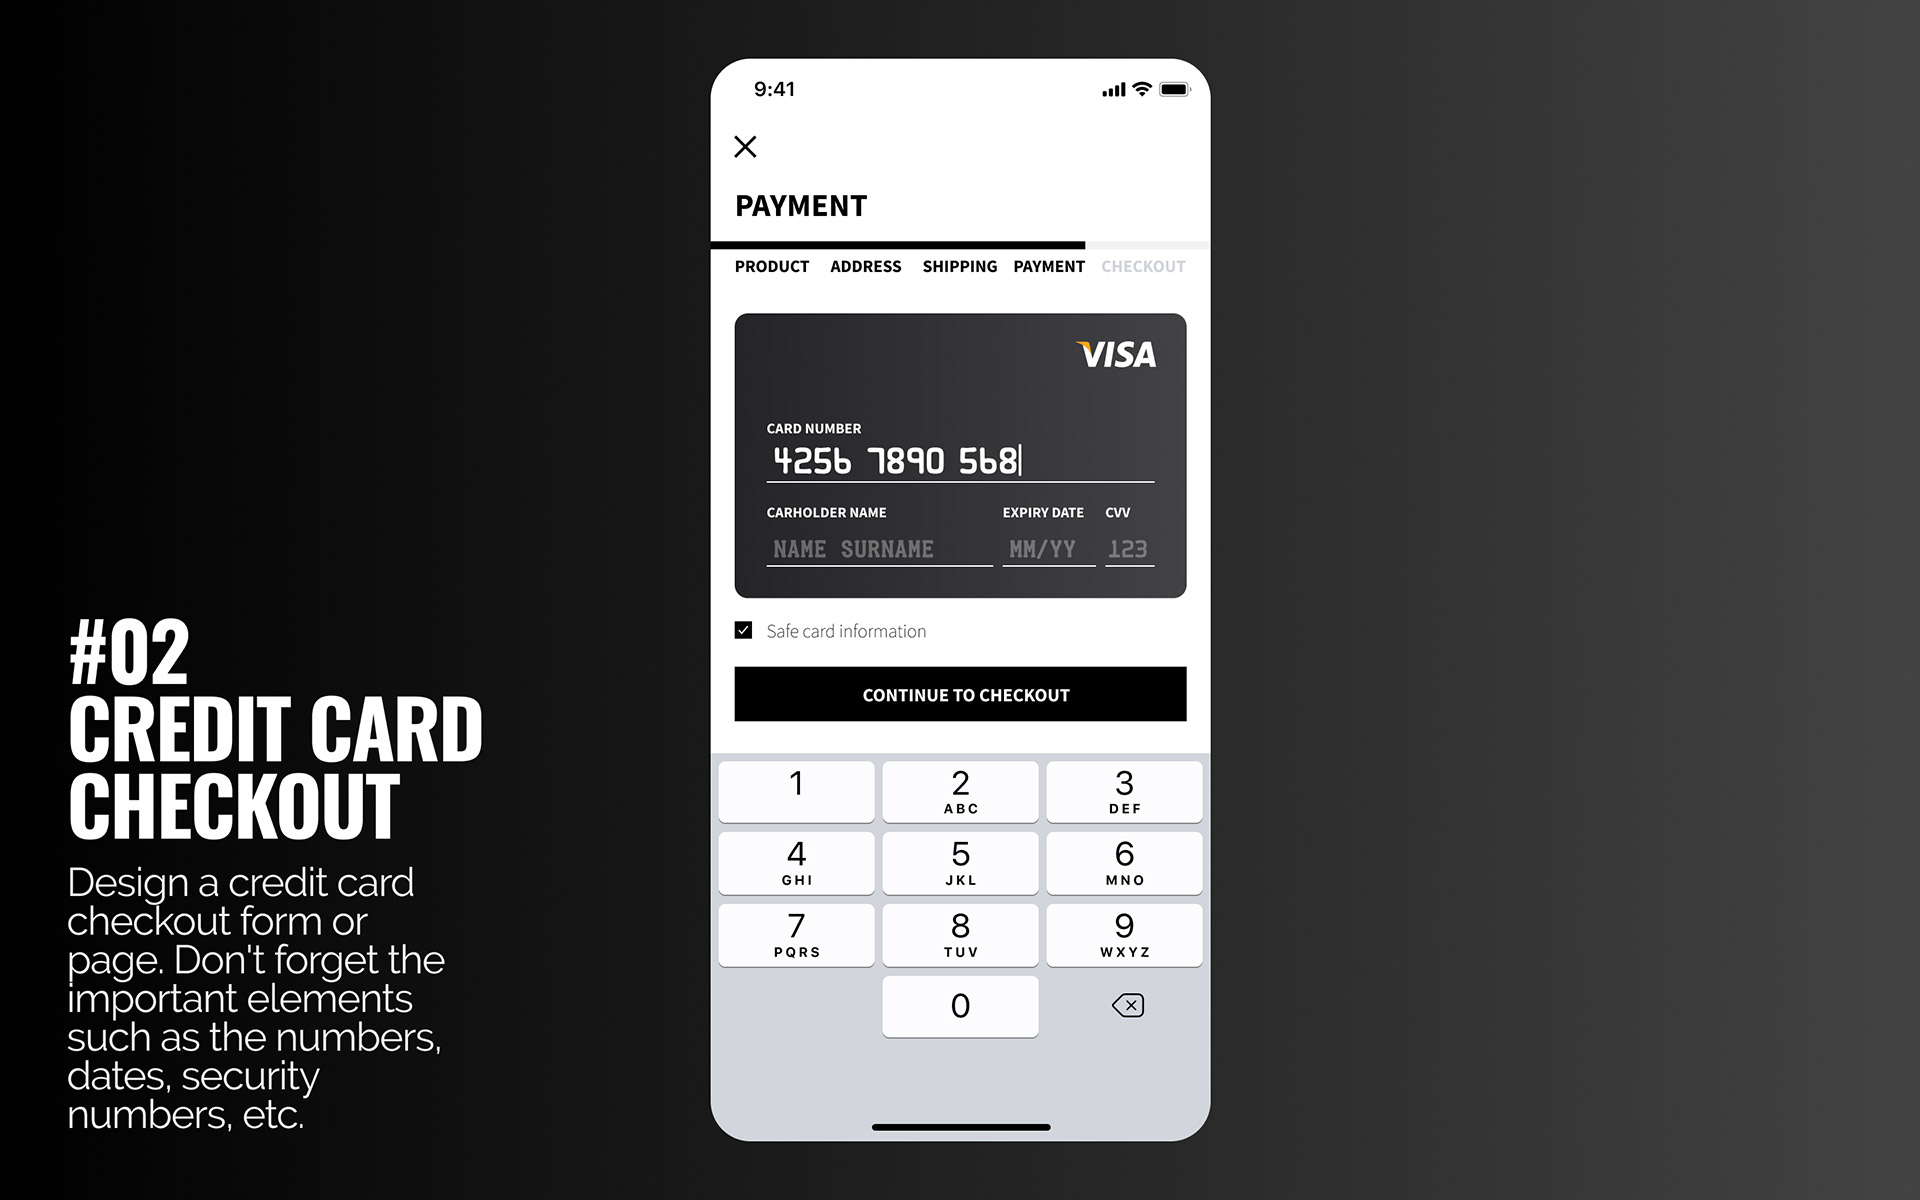 #02
CREDIT CARD
CHECKOUT
Design a credit card
checkout form or
page. Don't forget the
important elements
such as the numbers,
dates, security
numbers, etc.
9:41
PAYMENT
PRODUCT ADDRESS SHIPPING PAYMENT CHECKOUT
VISA
CARD NUMBER
4256 7890 568
CARHOLDER NAME EXPIRY DATE CVV
NAME SURNAME MM/YY 123
Safe card information
CONTINUE TO CHECKOUT
1 2 3
ABC DEF
4 5 6
GHI JKL MNO
7 8 9
PQRS TUV WXYZ
0